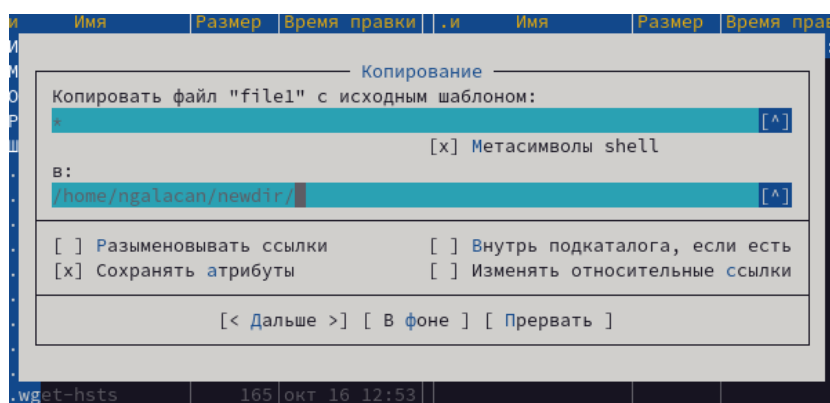 и Имя Размер Время правки .и Имя Размер Время прав
Копирование
Копировать файл "file1" с исходным шаблоном:
* [^]
[x] Метасимволы shell
в:
/home/ngalacan/newdir/ [^]
[ ] Разыменовывать ссылки [ ] Внутрь подкаталога, если есть
[x] Сохранять атрибуты [ ] Изменять относительные ссылки
[< Дальше >] [ В фоне ] [ Прервать ]
.wget-hsts 165 окт 16 12:53